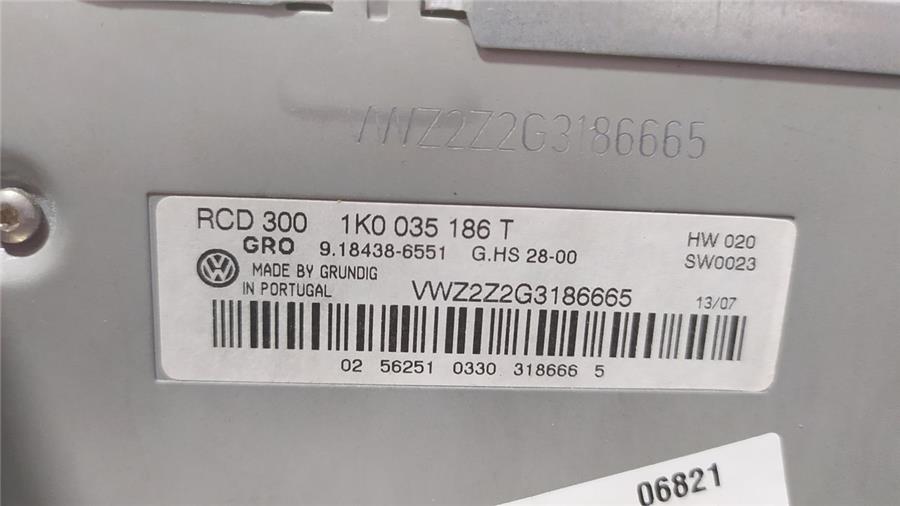 VWZ2Z2G3186665
RCD 300 1K0 035 186 T
GRO 9.18438-6551 G.HS 28-00
HW 020
SW0023
MADE BY GRUNDIG
IN PORTUGAL
VWZ2Z2G3186665
13/07
02 56251 0330 318666 5
06821